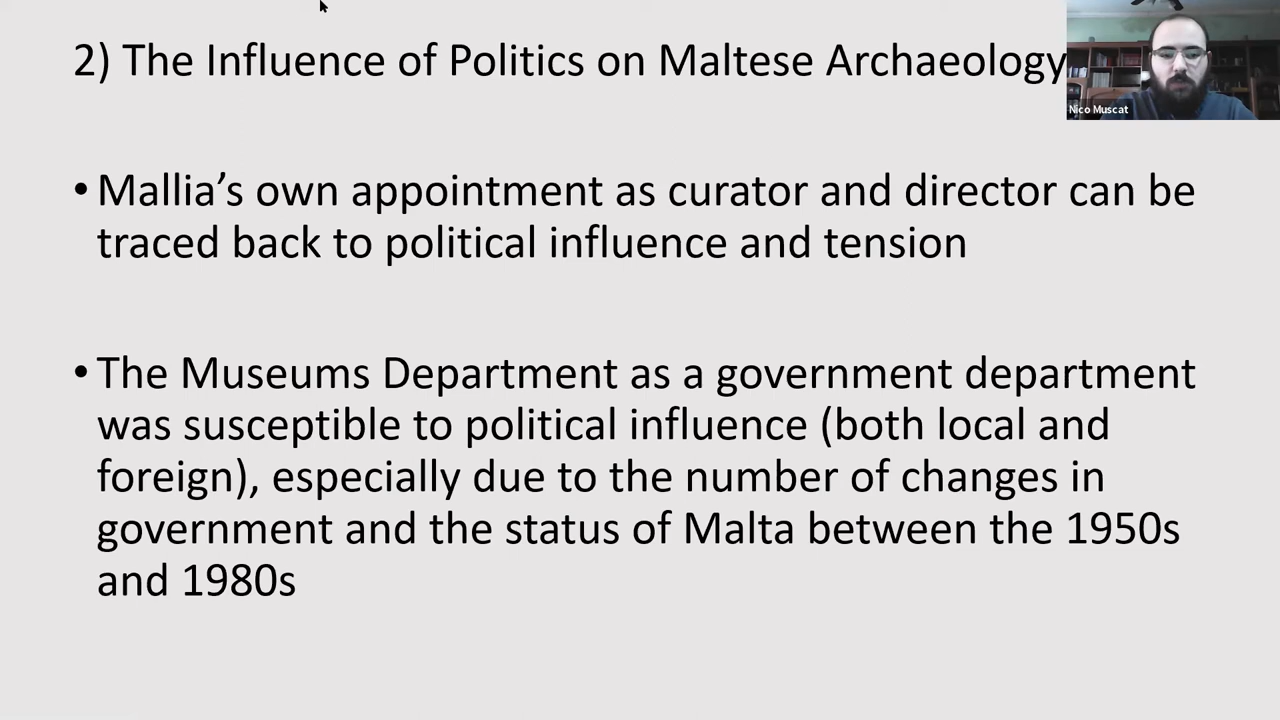 2) The Influence of Politics on Maltese Archaeology
Nico Muscat
• Mallia’s own appointment as curator and director can be
traced back to political influence and tension
• The Museums Department as a government department
was susceptible to political influence (both local and
foreign), especially due to the number of changes in
government and the status of Malta between the 1950s
and 1980s